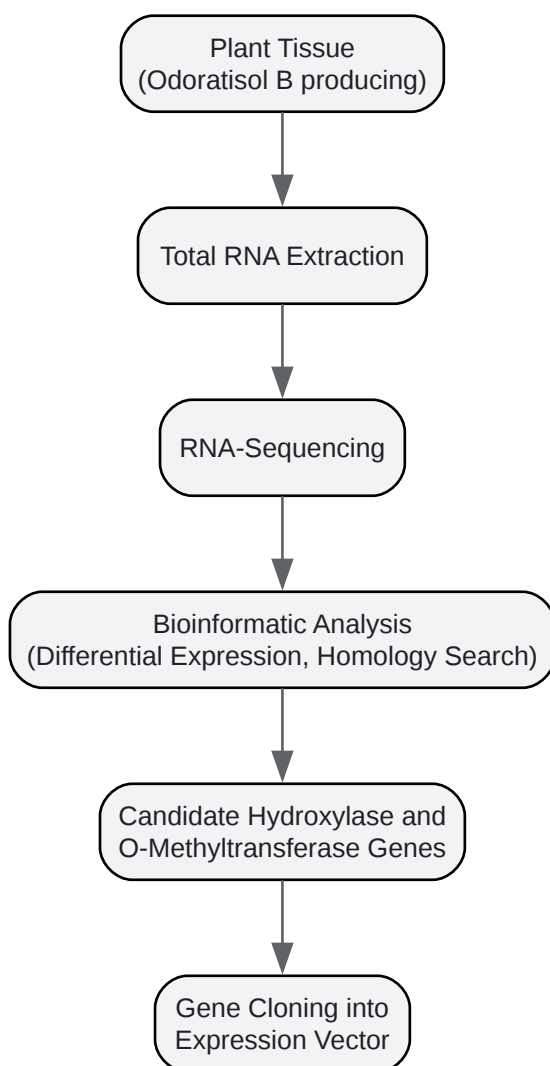 Plant Tissue
(Odoratisol B producing)
Total RNA Extraction
RNA-Sequencing
Bioinformatic Analysis
(Differential Expression, Homology Search)
Candidate Hydroxylase and
O-Methyltransferase Genes
Gene Cloning into
Expression Vector